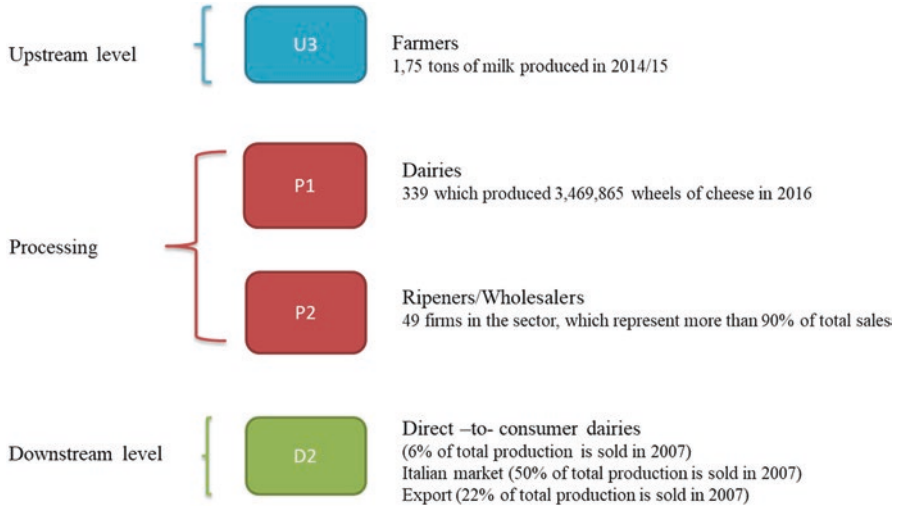 Upstream level
U3
Farmers
1,75 tons of milk produced in 2014/15
Processing
P1
Dairies
339 which produced 3,469,865 wheels of cheese in 2016
P2
Ripeners/Wholesalers
49 firms in the sector, which represent more than 90% of total sales
Downstream level
D2
Direct –to- consumer dairies
(6% of total production is sold in 2007)
Italian market (50% of total production is sold in 2007)
Export (22% of total production is sold in 2007)